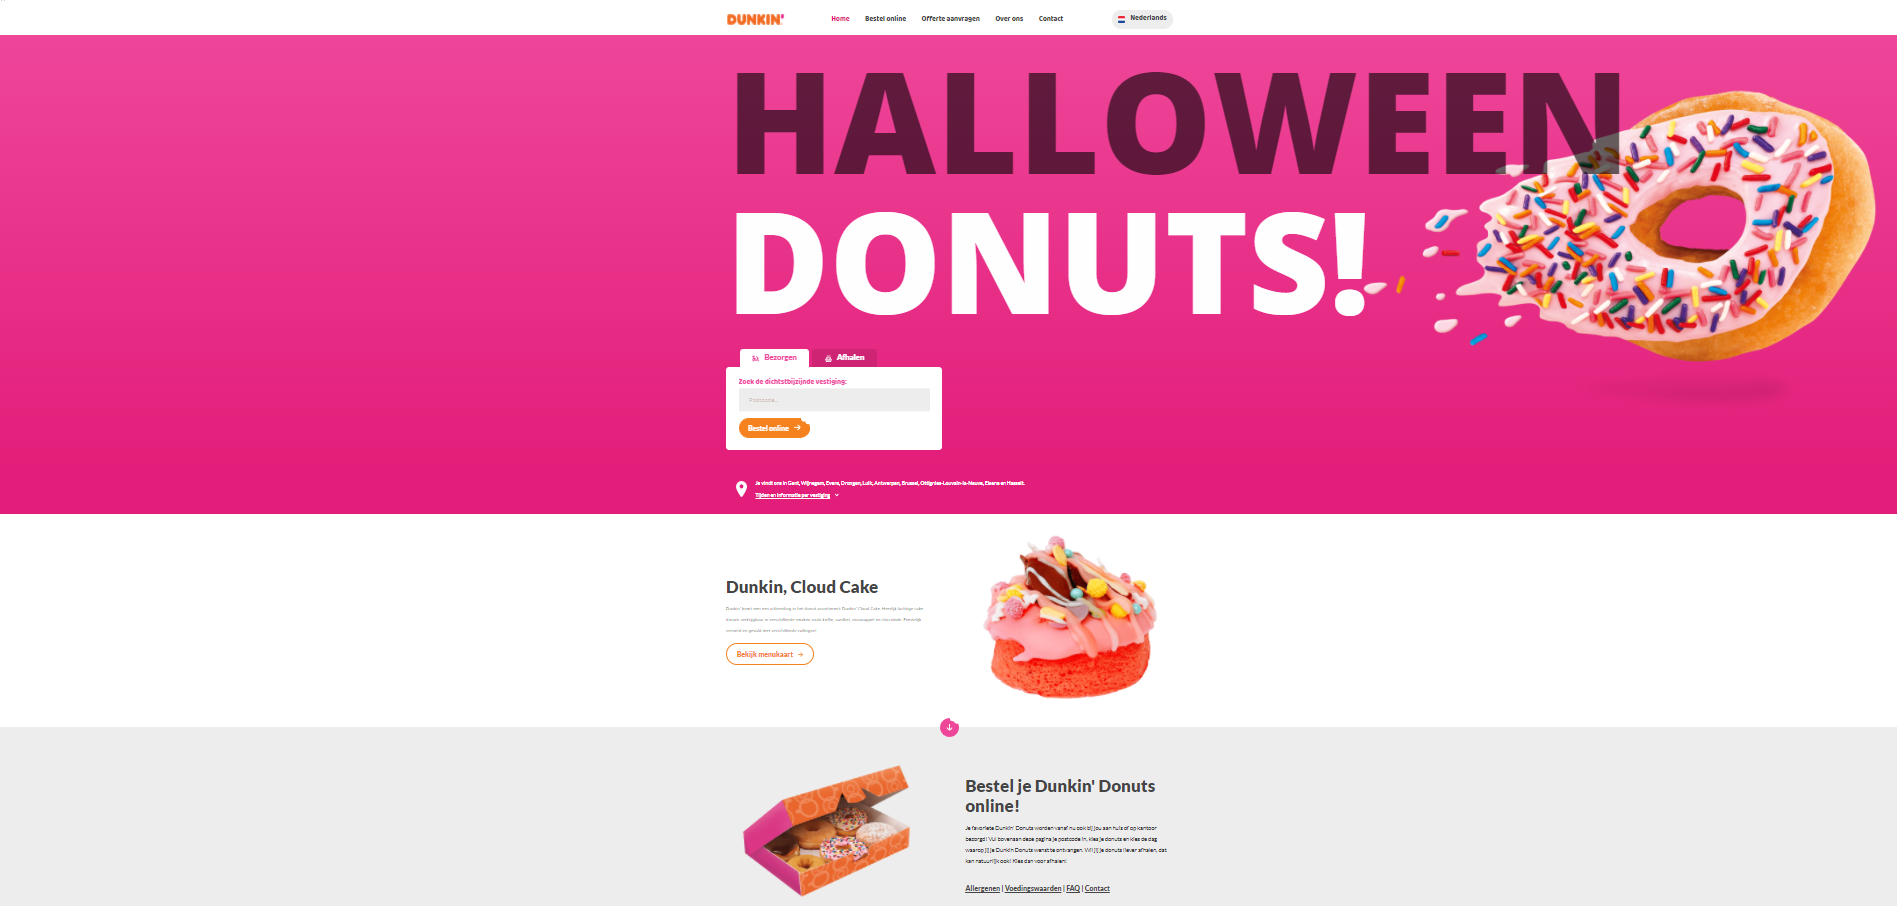 DUNKIN'
Home
Bestel online
Offerte aanvragen
Over ons
Contact
Nederlands
HALLOWEEN
DONUTS!
Bezorgen
Afhalen
Zoek de dichtstbijzijnde vestiging:
Postcode...
Bestel online
Je vindt ons in Gent, Wijnegem, Evere, Drongen, Luik, Antwerpen, Brussel, Ottignies-Louvain-la-Neuve, Elsene en Hasselt.
Tijden en informatie per vestiging
Dunkin, Cloud Cake
Bekijk menukaart
Bestel je Dunkin' Donuts
online!
Je favoriete Dunkin' Donuts worden vanaf nu ook bij jou aan huis of op kantoor
bezorgd! Vul bovenaan deze pagina je postcode in, kies je donuts en kies de dag
waarop jij je Dunkin Donuts wenst te ontvangen. Wil jij je donuts liever afhalen, dat
kan natuurlijk ook! Kies dan voor afhalen!
Allergenen | Voedingswaarden | FAQ | Contact